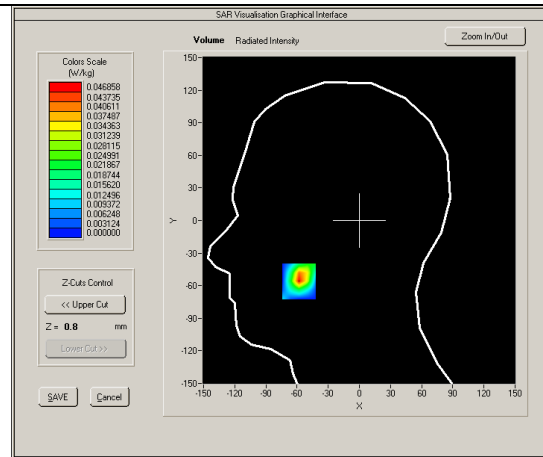 SAR Visualisation Graphical Interface
Volume Radiated Intensity
Zoom In/Out
Colors Scale
(W/kg)
0.046858
0.043735
0.040611
0.037487
0.034363
0.031239
0.028115
0.024991
0.021867
0.018744
0.015620
0.012496
0.009372
0.006248
0.003124
0.000000
Z-Cuts Control
<< Upper Cut
Z = 0.8 mm
Lower Cut >>
SAVE Cancel
150
120
90
60
30
0
-30
-60
-90
-120
-150
Y
-150 -120 -90 -60 -30 0 30 60 90 120 150
X